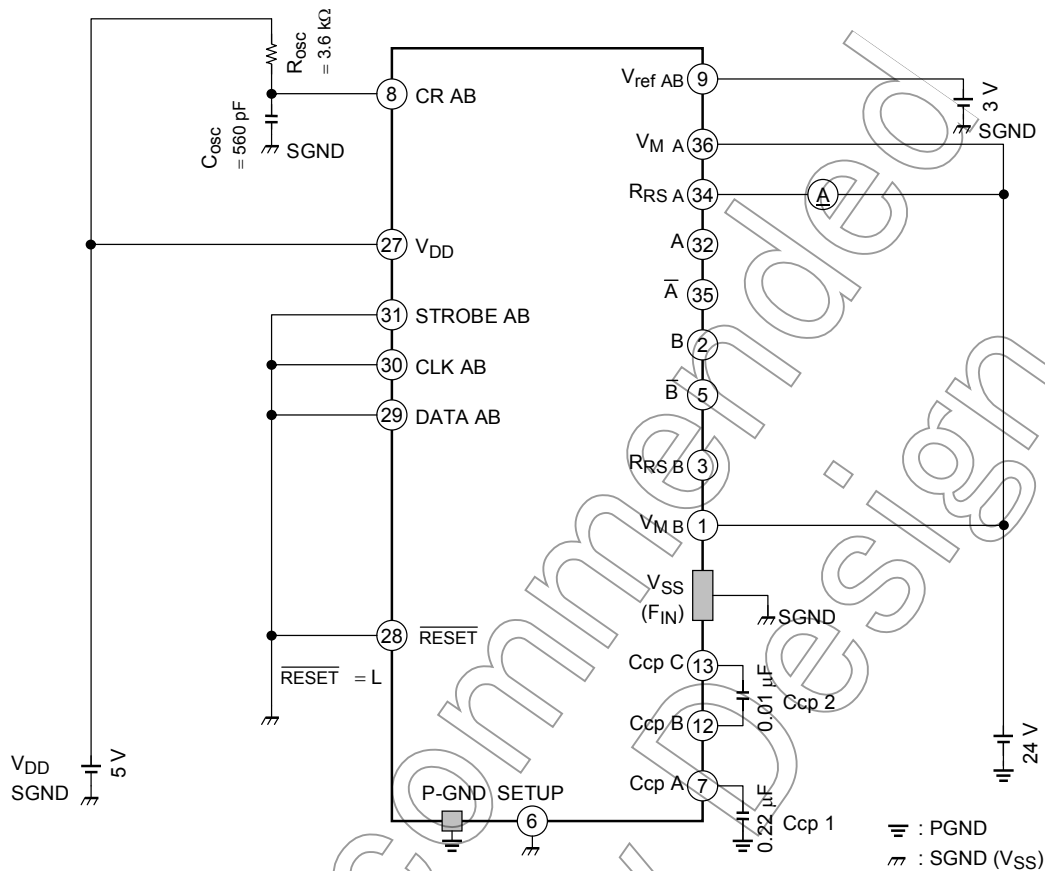 Rosc
= 3.6 kΩ
Cosc
= 560 pF
SGND
8 CR AB
27 VDD
31 STROBE AB
30 CLK AB
29 DATA AB
28 RESET
RESET = L
VDD
SGND
5 V
P-GND
SETUP
6
Vref AB 9
3 V
SGND
VM A 36
RRS A 34
A
A 32
A 35
B 2
B 5
RRS B 3
VM B 1
VSS
(FIN)
SGND
Ccp C 13
0.01 µF
Ccp 2
Ccp B 12
Ccp A 7
0.22 µF
Ccp 1
24 V
: PGND
: SGND (VSS)
ommended
Design